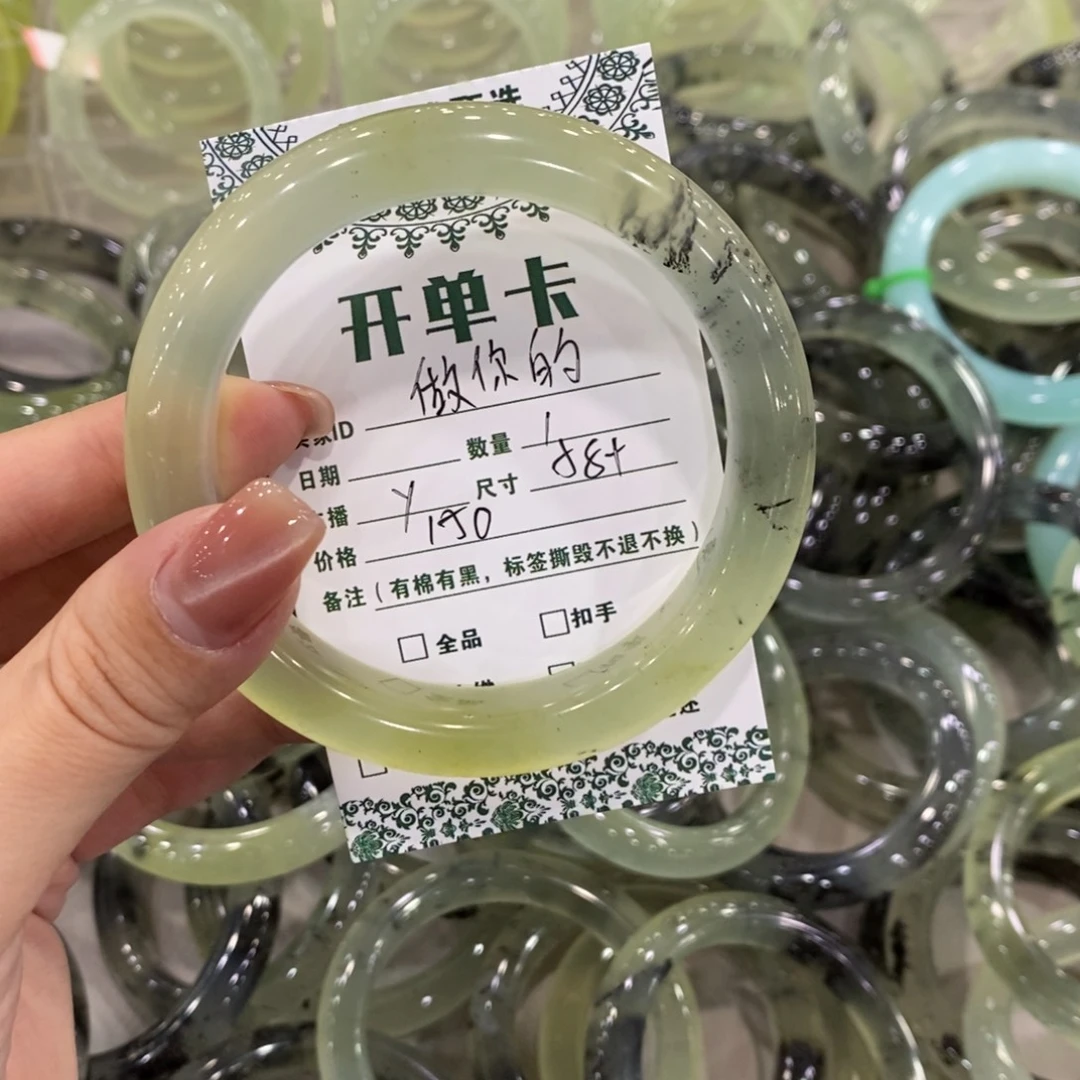 开单卡
做你的
家ID
数量 1
日期
尺寸 58+
播 Y
价格 150
备注(有棉有黑,标签撕毁不退不换)
□全品 □扣手